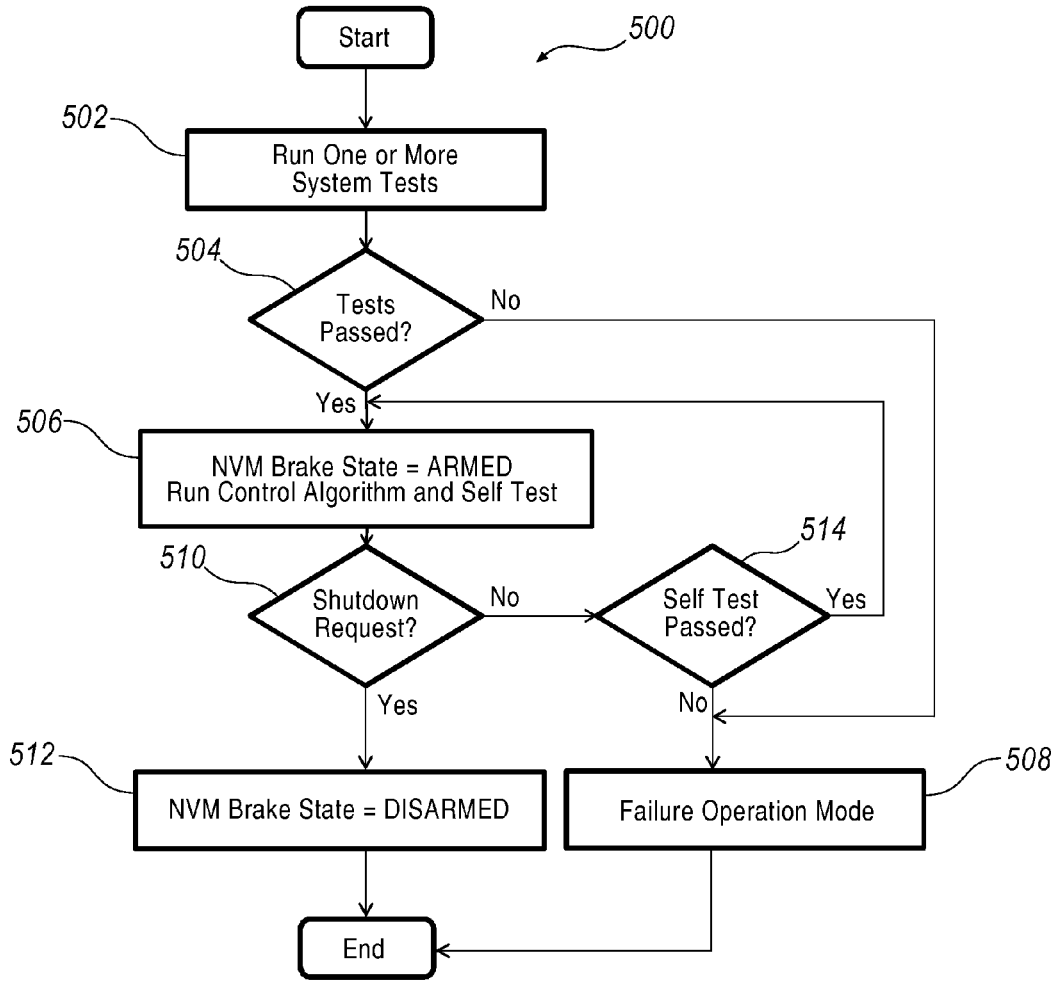 Start
500
502
Run One or More
System Tests
504
Tests
Passed?
No
Yes
506
NVM Brake State = ARMED
Run Control Algorithm and Self Test
510
Shutdown
Request?
No
514
Self Test
Passed?
Yes
Yes
No
512
NVM Brake State = DISARMED
508
Failure Operation Mode
End